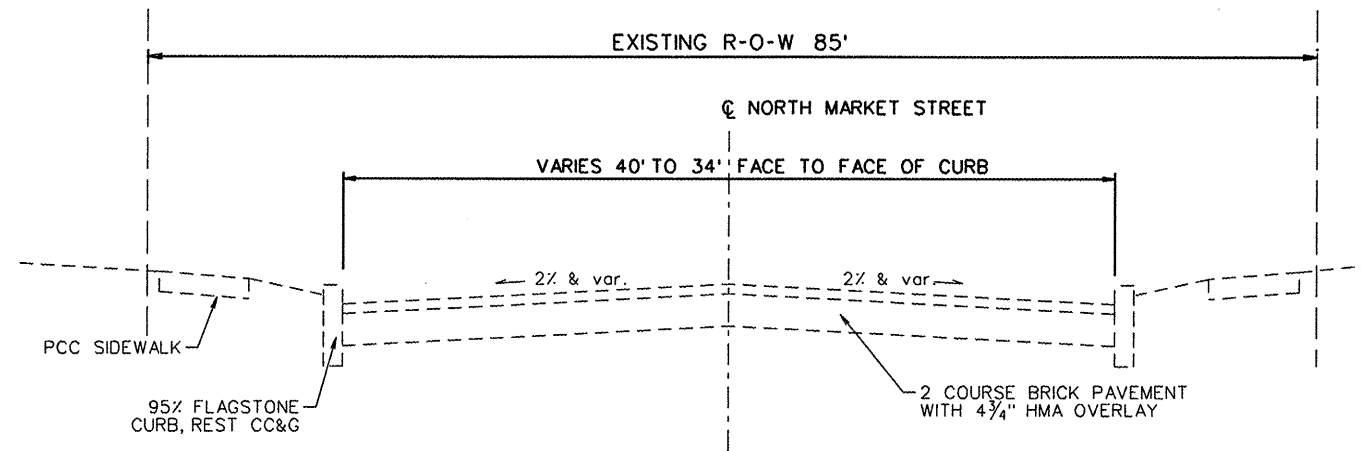 EXISTING R-O-W 85'
℄ NORTH MARKET STREET
VARIES 40' TO 34' FACE TO FACE OF CURB
2% & var.
2% & var
PCC SIDEWALK
95% FLAGSTONE
CURB, REST CC&G
2 COURSE BRICK PAVEMENT
WITH 4¾" HMA OVERLAY